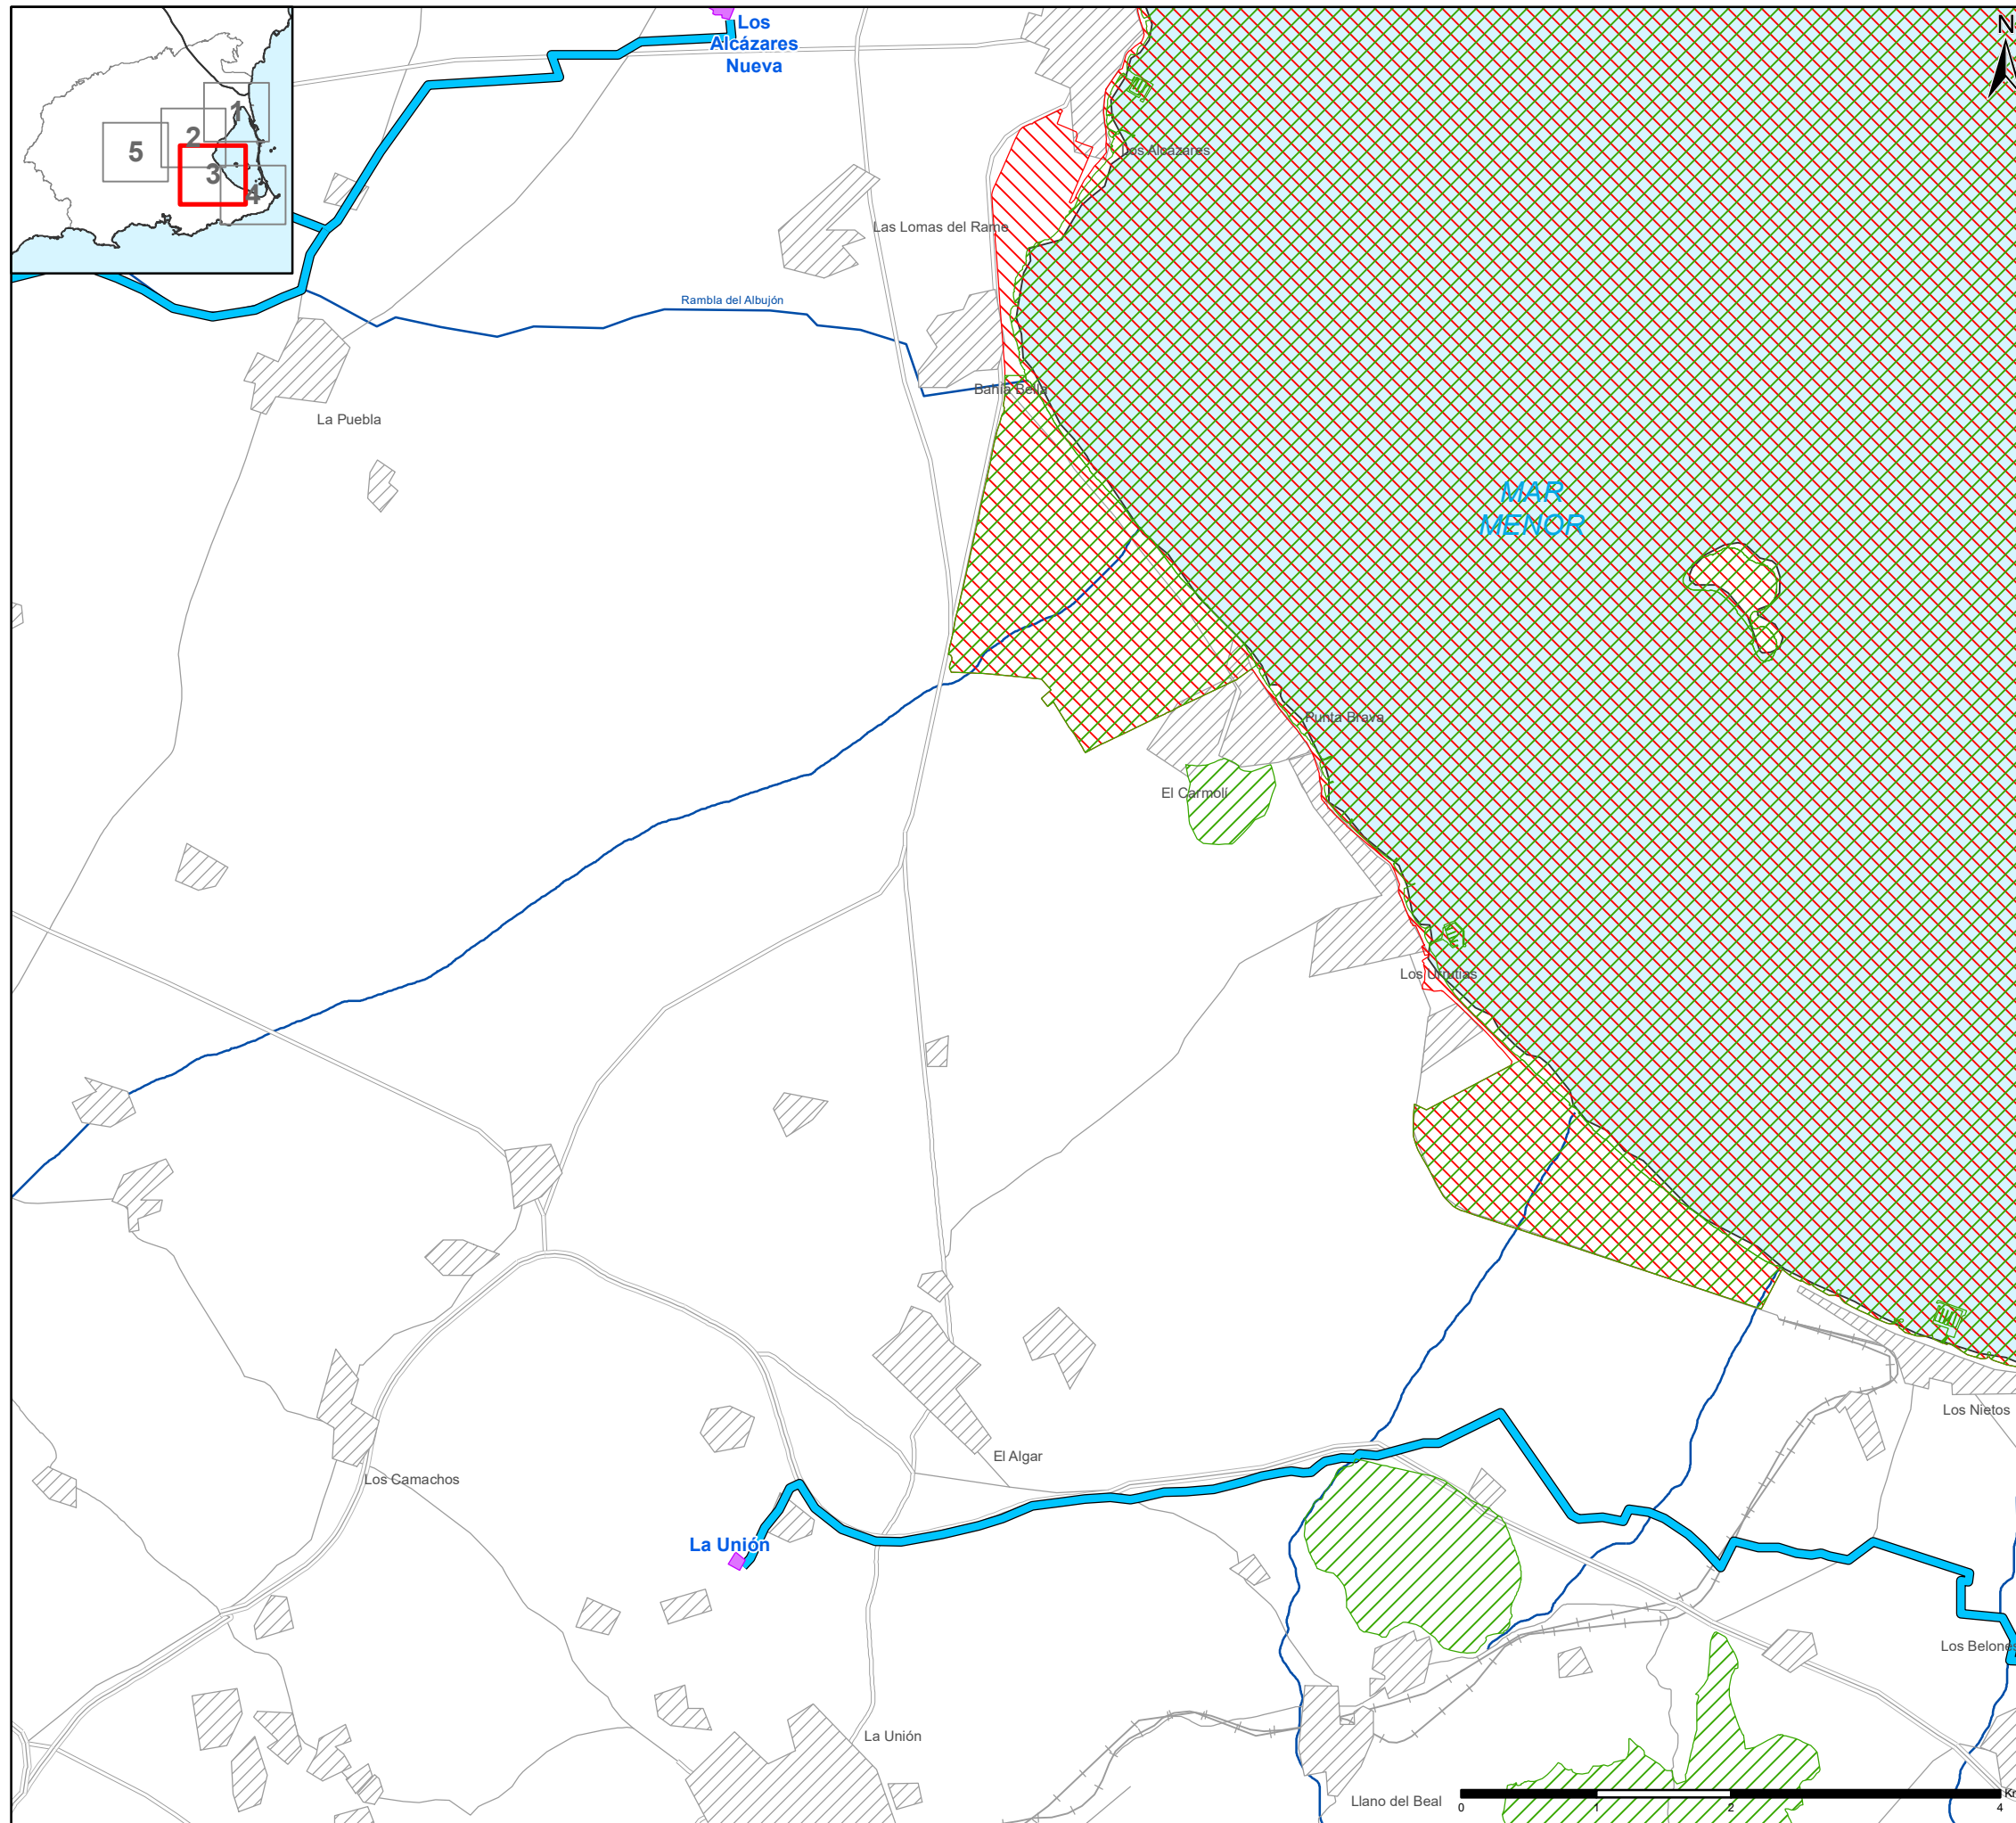 Los
Alcázares
Nueva
N
1
2
5
3
4
Los Alcázares
Las Lomas del Rame
Rambla del Albujón
Bahía Bella
La Puebla
MAR
MENOR
Punta Brava
El Carmolí
Los Urrutias
Los Nietos
El Algar
Los Camachos
La Unión
Los Belones
La Unión
Llano del Beal
0
1
2
4
Km